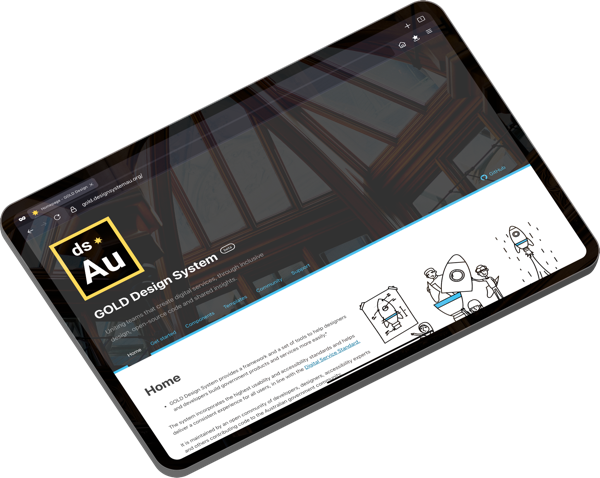 Homepage - GOLD Design
gold.designsystemau.org/
GitHub
ds
Au
GOLD Design System beta
Uniting teams that create digital services, through inclusive
design, open-source code and shared insights.
Home Get started Components Templates Community Support
Home
GOLD Design System provides a framework and a set of tools to help designers
and developers build government products and services more easily.
The system incorporates the highest usability and accessibility standards and helps
deliver a consistent experience for all users, in line with the Digital Service Standard.
It is maintained by an open community of developers, designers, accessibility experts
and others contributing code to the Australian government